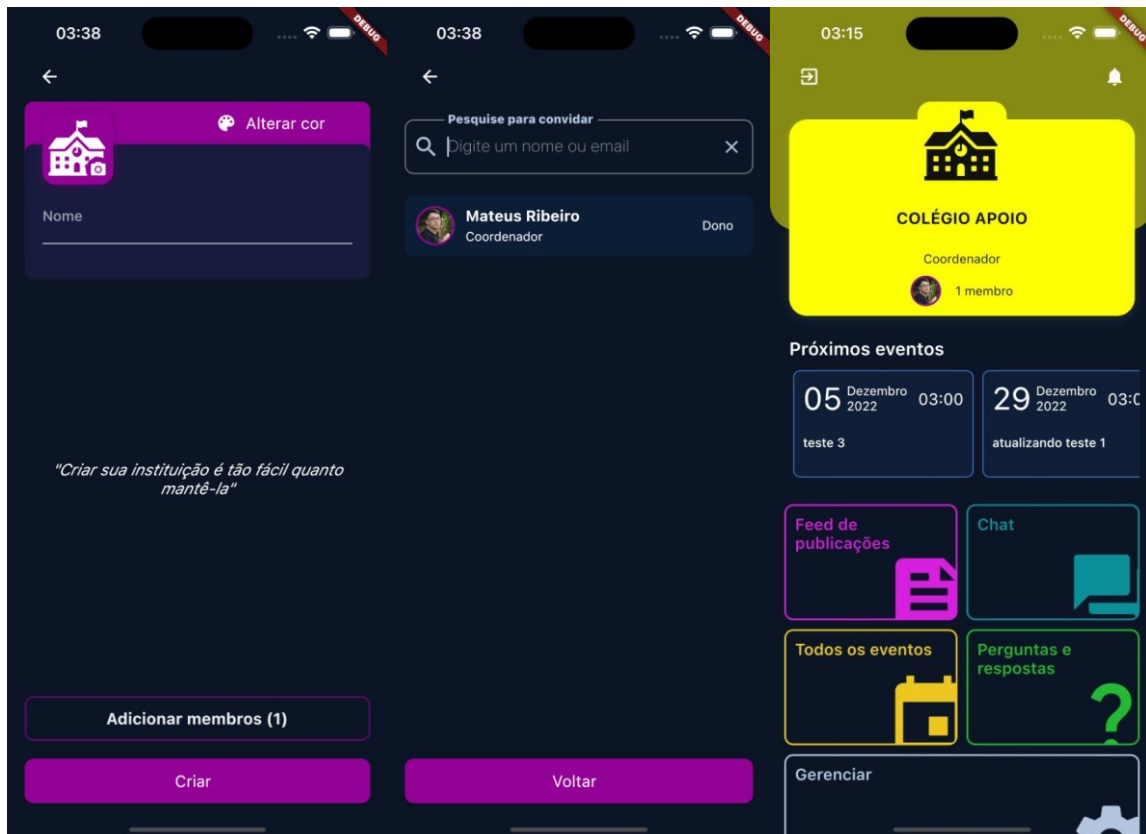 03:38
DEBUG
Alterar cor
Nome
"Criar sua instituição é tão fácil quanto
mantê-la"
Adicionar membros (1)
Criar
03:38
DEBUG
Pesquise para convidar
Digite um nome ou email
Mateus Ribeiro
Coordenador
Dono
Voltar
03:15
DEBUG
COLÉGIO APOIO
Coordenador
1 membro
Próximos eventos
05 Dezembro 2022 03:00
teste 3
29 Dezembro 2022 03:0
atualizando teste 1
Feed de
publicações
Chat
Todos os eventos
Perguntas e
respostas
Gerenciar